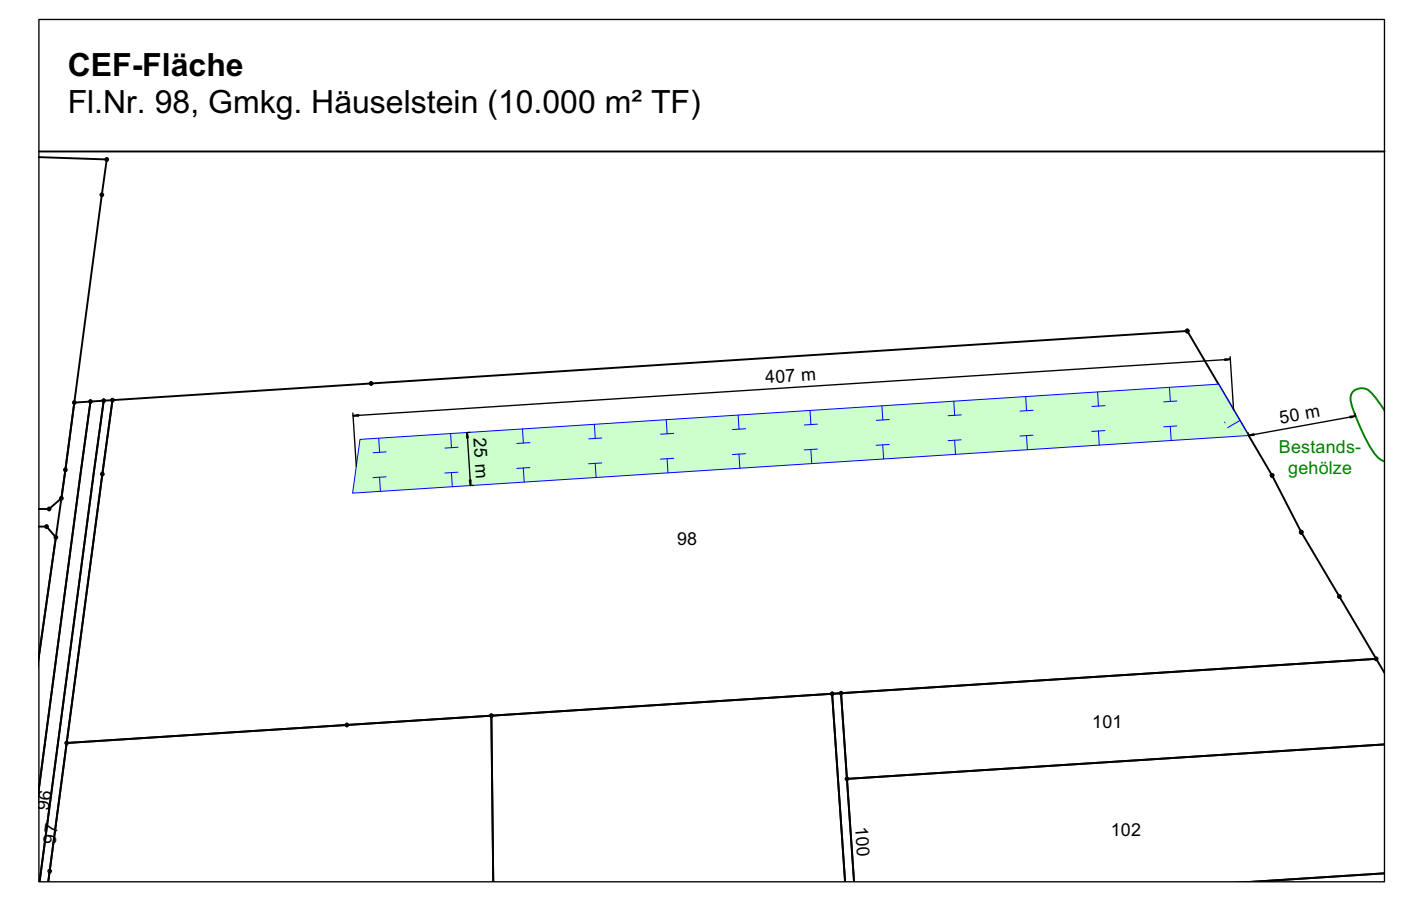 CEF-Fläche
Fl.Nr. 98, Gmkg. Häuselstein (10.000 m² TF)
407 m
25 m
50 m
Bestands-
gehölze
98
101
102
100
96
97